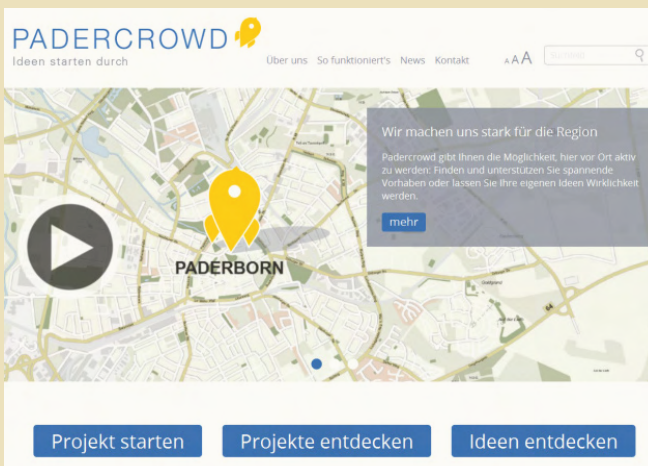 PADERCROWD
Ideen starten durch
Über uns So funktioniert's News Kontakt A A A
Wir machen uns stark für die Region
Padercrowd gibt Ihnen die Möglichkeit, hier vor Ort aktiv
zu werden: Finden und unterstützen Sie spannende
Vorhaben oder lassen Sie Ihre eigenen Ideen Wirklichkeit
werden.
mehr
PADERBORN
64
Projekt starten Projekte entdecken Ideen entdecken